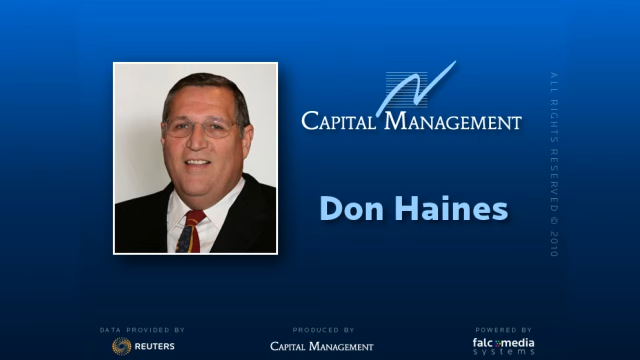 CAPITAL MANAGEMENT
Don Haines
ALL RIGHTS RESERVED © 2010
DATA PROVIDED BY
REUTERS
PRODUCED BY
CAPITAL MANAGEMENT
POWERED BY
falc media
systems